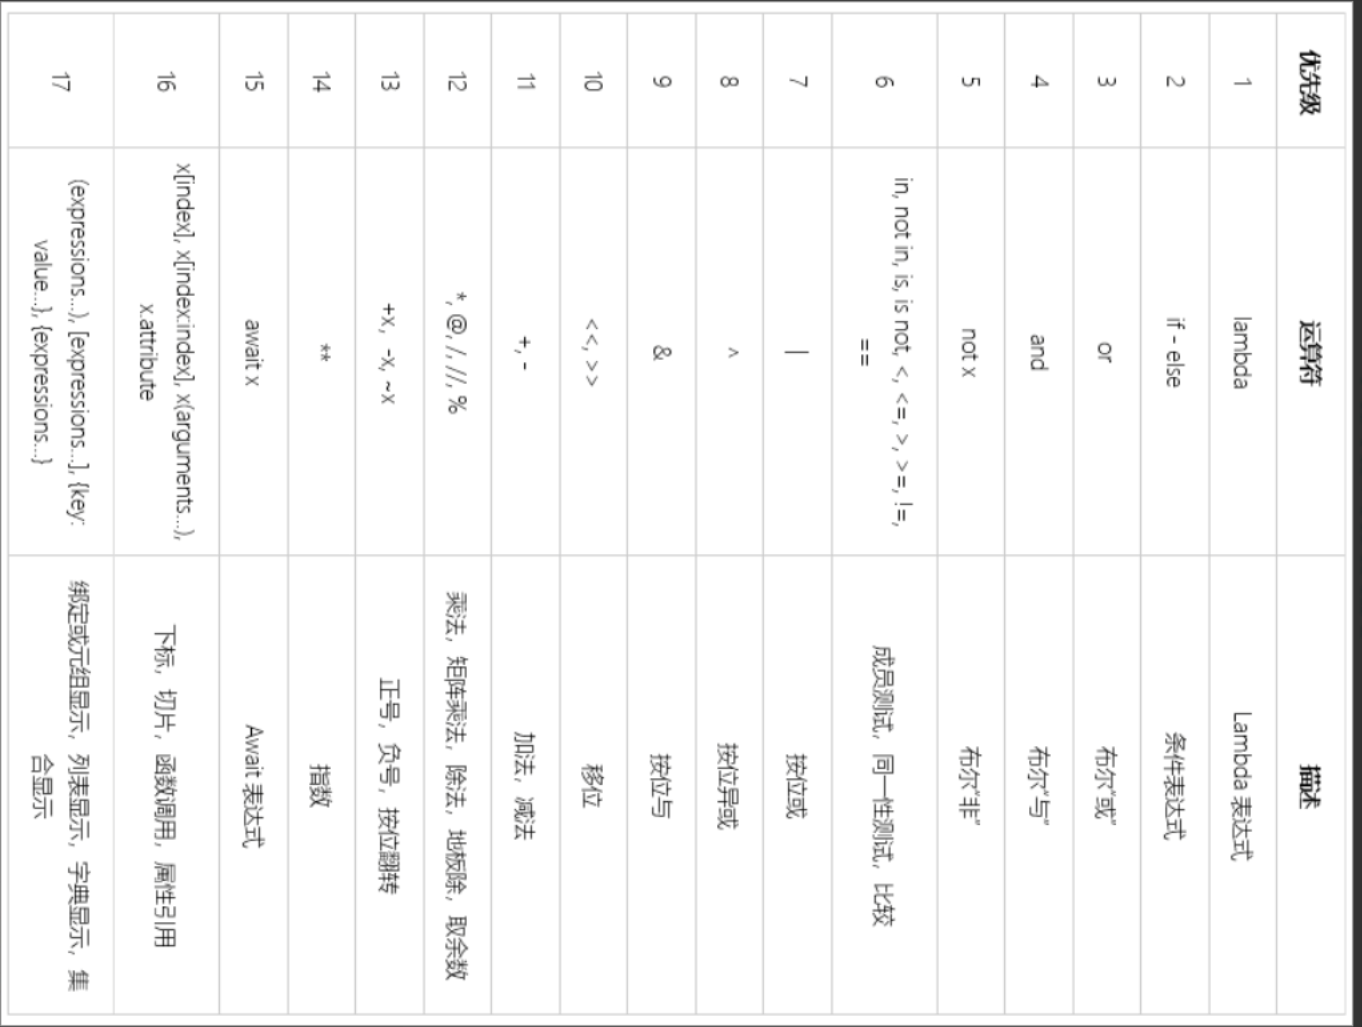 优先级 运算符 描述
1 lambda Lambda 表达式
2 if - else 条件表达式
3 or 布尔“或”
4 and 布尔“与”
5 not x 布尔“非”
6 in, not in, is, is not, <, <=, >, >=, !=, 成员测试，同一性测试，比较
==
7 | 按位或
8 ^ 按位异或
9 & 按位与
10 <<, >> 移位
11 +, - 加法，减法
12 *, @, /, //, % 乘法，矩阵乘法，除法，地板除，取余数
13 +x, -x, ~x 正号，负号，按位翻转
14 ** 指数
15 await x Await 表达式
16 x[index], x[index:index], x(arguments...), 下标，切片，函数调用，属性引用
x.attribute
17 (expressions...), [expressions...], {key: 绑定或元组显示，列表显示，字典显示，集
value...}, {expressions...} 合显示